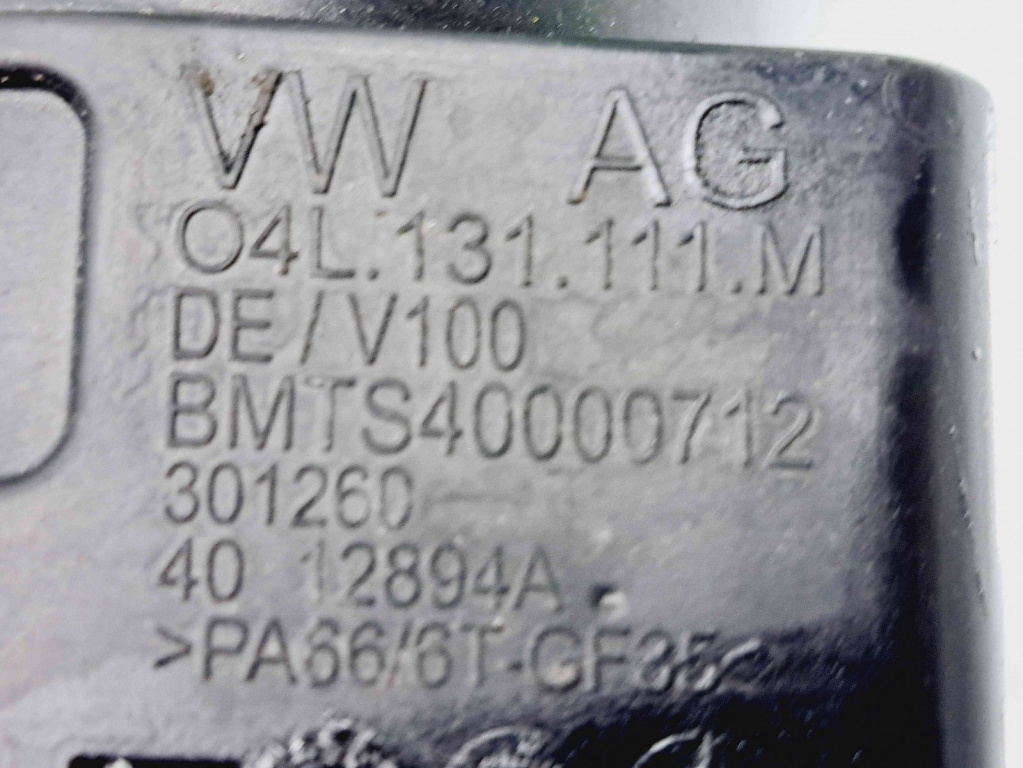 VW AG
04L.131.111.M
DE/V100
BMTS40000712
301260
40 12894A
>PA66/6T-GF35<